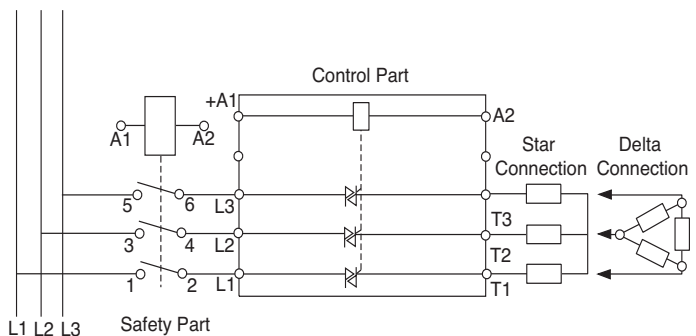 Control Part
+A1
A2
A1
A2
Star
Connection
Delta
Connection
5
6
L3
T3
3
4
L2
T2
1
2
L1
T1
L1 L2 L3
Safety Part